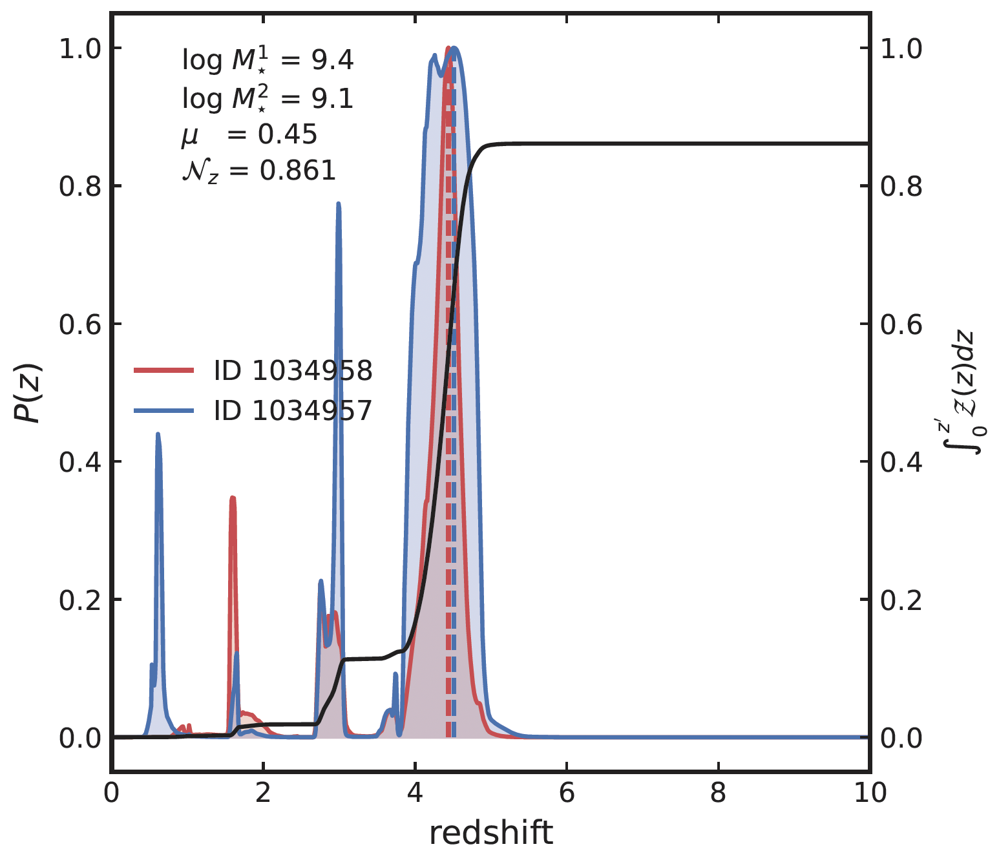 log M⋆¹ = 9.4
log M⋆² = 9.1
μ = 0.45
𝒩z = 0.861
ID 1034958
ID 1034957
P(z)
1.0
0.8
0.6
0.4
0.2
0.0
1.0
0.8
0.6
0.4
0.2
0.0
∫₀^z′ 𝒵(z)dz
0 2 4 6 8 10
redshift